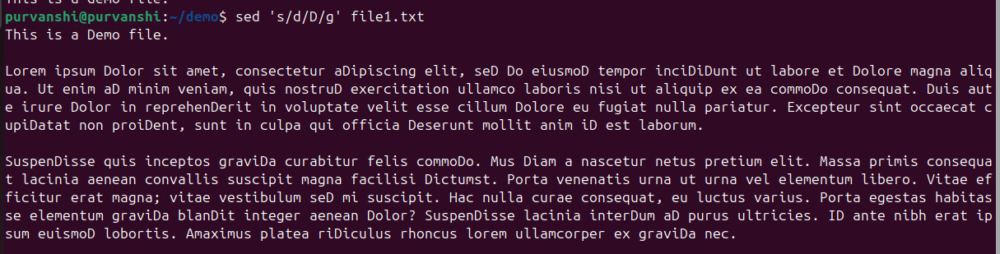 This is a demo file.
purvanshi@purvanshi:~/demo$ sed 's/d/D/g' file1.txt
This is a Demo file.
Lorem ipsum Dolor sit amet, consectetur aDipiscing elit, seD Do eiusmoD tempor inciDiDunt ut labore et Dolore magna aliq
ua. Ut enim aD minim veniam, quis nostruD exercitation ullamco laboris nisi ut aliquip ex ea commoDo consequat. Duis aut
e irure Dolor in reprehenDerit in voluptate velit esse cillum Dolore eu fugiat nulla pariatur. Excepteur sint occaecat c
upiDatat non proiDent, sunt in culpa qui officia Deserunt mollit anim iD est laborum.
SuspenDisse quis inceptos graviDa curabitur felis commoDo. Mus Diam a nascetur netus pretium elit. Massa primis consequa
t lacinia aenean convallis suscipit magna facilisi Dictumst. Porta venenatis urna ut urna vel elementum libero. Vitae ef
ficitur erat magna; vitae vestibulum seD mi suscipit. Hac nulla curae consequat, eu luctus varius. Porta egestas habitas
se elementum graviDa blanDit integer aenean Dolor? SuspenDisse lacinia interDum aD purus ultricies. ID ante nibh erat ip
sum euismoD lobortis. Amaximus platea riDiculus rhoncus lorem ullamcorper ex graviDa nec.